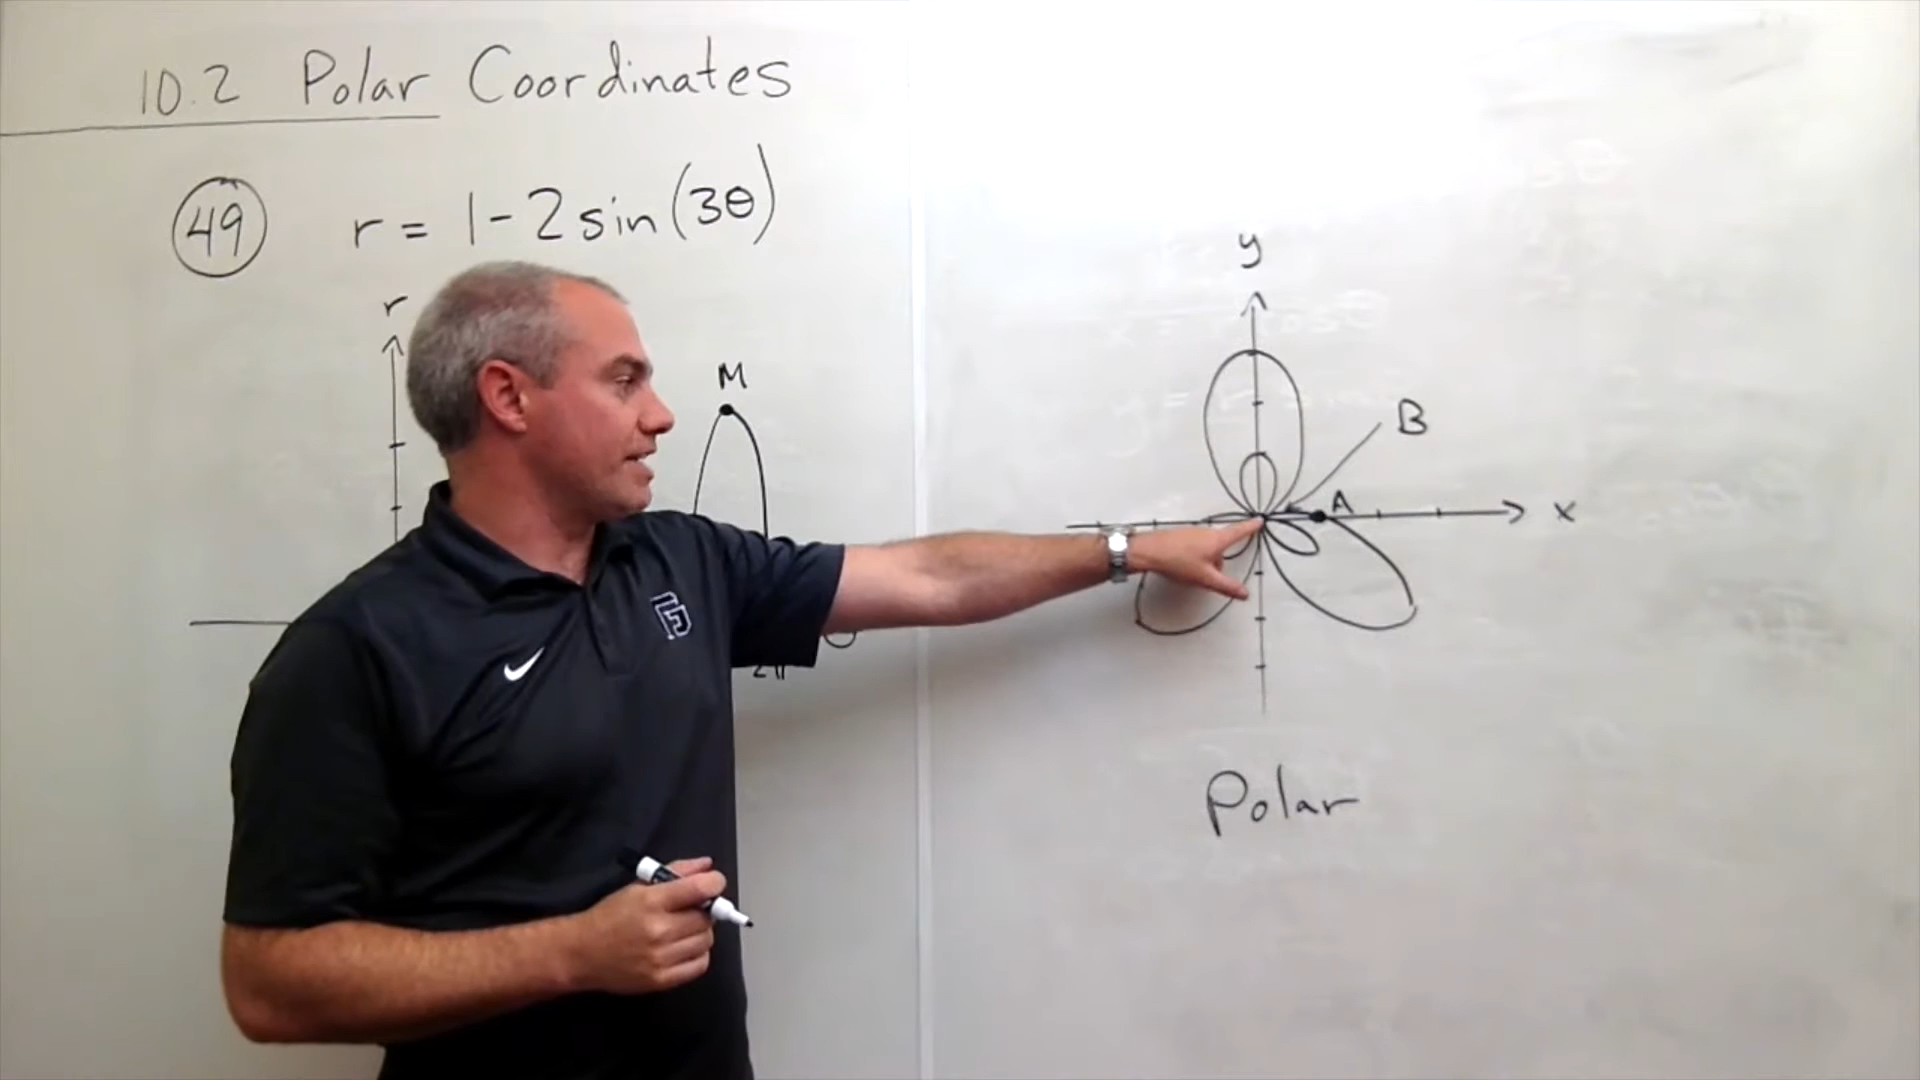 10.2 Polar Coordinates
49 r = 1-2sin(3θ)
r
M
2π
y
B
A
x
Polar